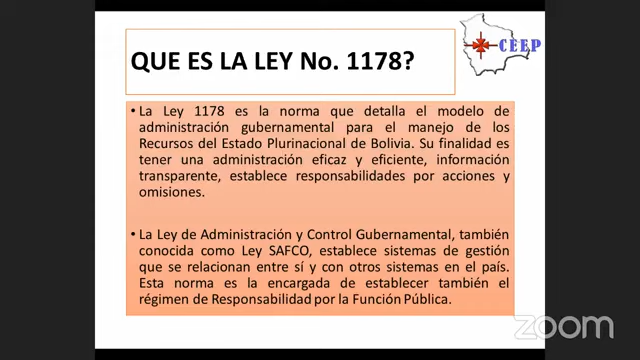 CEEP
QUE ES LA LEY No. 1178?
• La Ley 1178 es la norma que detalla el modelo de
administración gubernamental para el manejo de los
Recursos del Estado Plurinacional de Bolivia. Su finalidad es
tener una administración eficaz y eficiente, información
transparente, establece responsabilidades por acciones y
omisiones.
• La Ley de Administración y Control Gubernamental, también
conocida como Ley SAFCO, establece sistemas de gestión
que se relacionan entre sí y con otros sistemas en el país.
Esta norma es la encargada de establecer también el
régimen de Responsabilidad por la Función Pública.
zoom